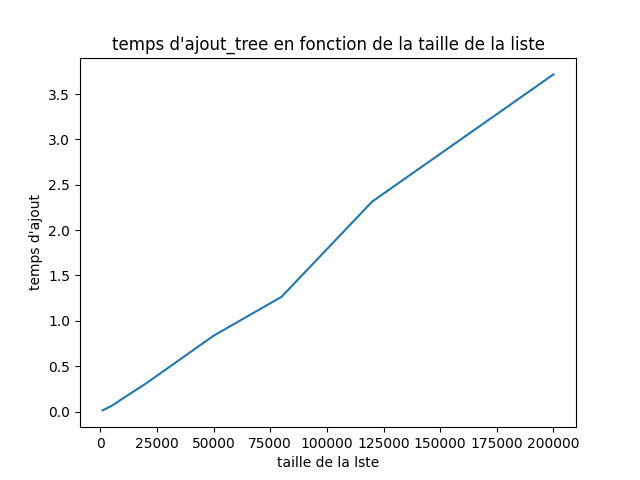 temps d'ajout_tree en fonction de la taille de la liste
temps d'ajout
3.5
3.0
2.5
2.0
1.5
1.0
0.5
0.0
0 25000 50000 75000 100000 125000 150000 175000 200000
taille de la lste